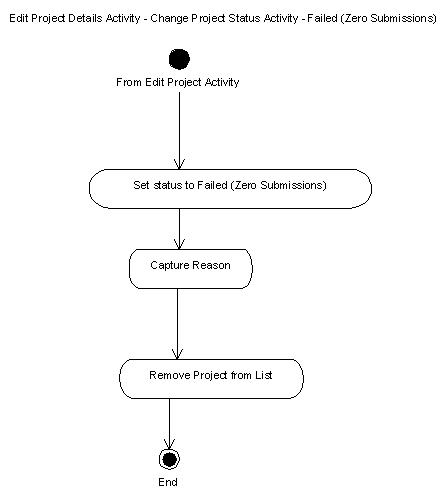 Edit Project Details Activity - Change Project Status Activity - Failed (Zero Submissions)
From Edit Project Activity
Set status to Failed (Zero Submissions)
Capture Reason
Remove Project from List
End